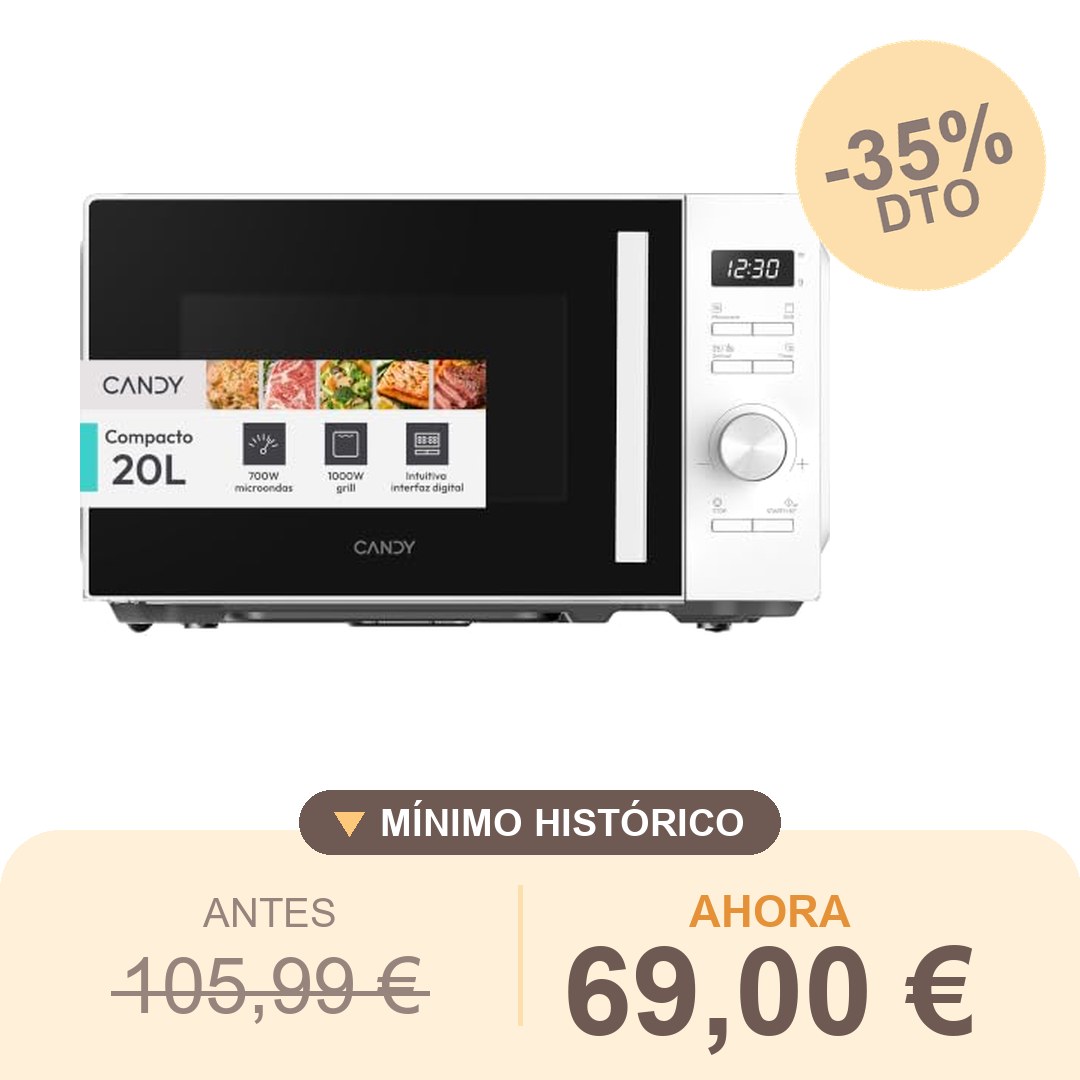 -35%
DTO
12:30
CANDY
Compacto
20L
700W
microondas
1000W
grill
Intuitiva
interfaz digital
CANDY
MÍNIMO HISTÓRICO
ANTES
105,99 €
AHORA
69,00 €